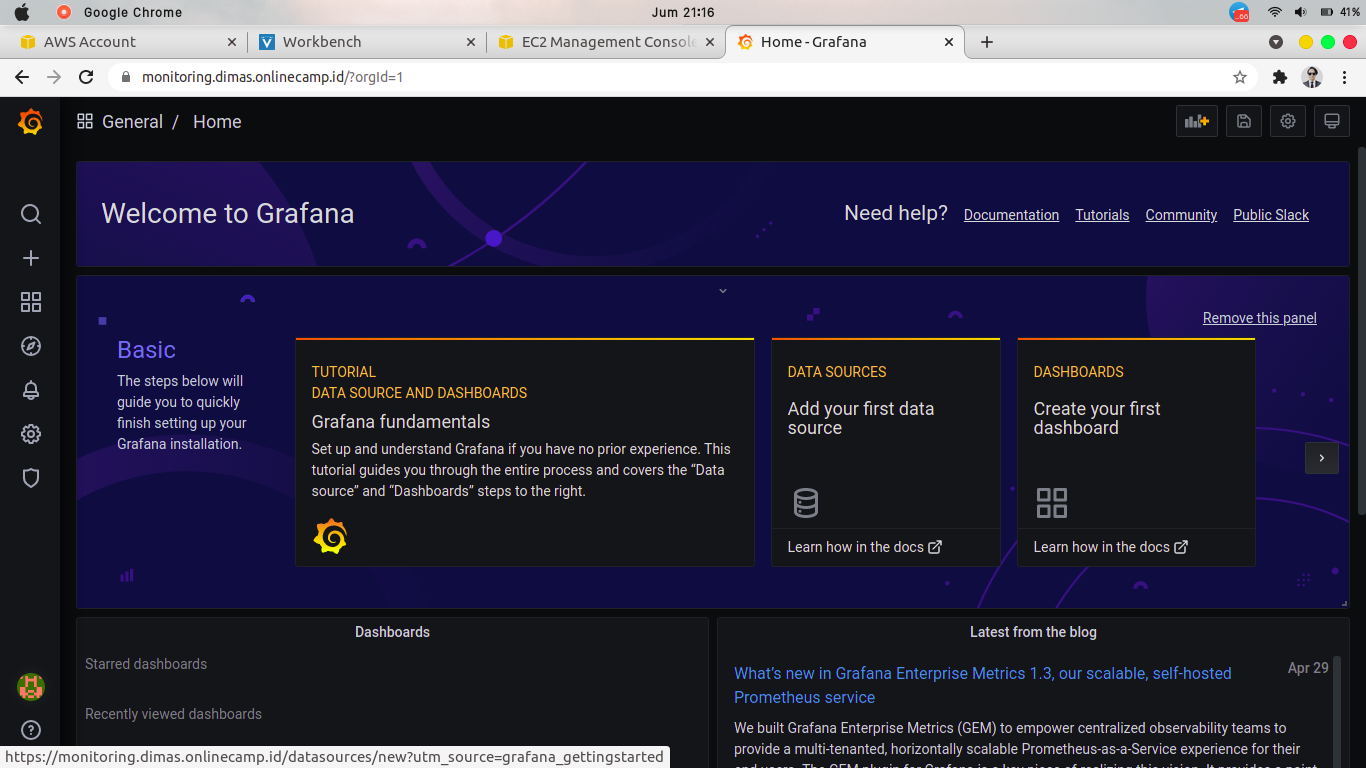 Google Chrome
Jum 21:16
41%
AWS Account
Workbench
EC2 Management Console
Home - Grafana
monitoring.dimas.onlinecamp.id/?orgId=1
General / Home
Welcome to Grafana
Need help? Documentation Tutorials Community Public Slack
Remove this panel
Basic
The steps below will
guide you to quickly
finish setting up your
Grafana installation.
TUTORIAL
DATA SOURCE AND DASHBOARDS
Grafana fundamentals
Set up and understand Grafana if you have no prior experience. This
tutorial guides you through the entire process and covers the “Data
source” and “Dashboards” steps to the right.
DATA SOURCES
Add your first data
source
Learn how in the docs
DASHBOARDS
Create your first
dashboard
Learn how in the docs
Dashboards
Starred dashboards
Recently viewed dashboards
Latest from the blog
What’s new in Grafana Enterprise Metrics 1.3, our scalable, self-hosted
Prometheus service
Apr 29
We built Grafana Enterprise Metrics (GEM) to empower centralized observability teams to
provide a multi-tenanted, horizontally scalable Prometheus-as-a-Service experience for their
https://monitoring.dimas.onlinecamp.id/datasources/new?utm_source=grafana_gettingstarted